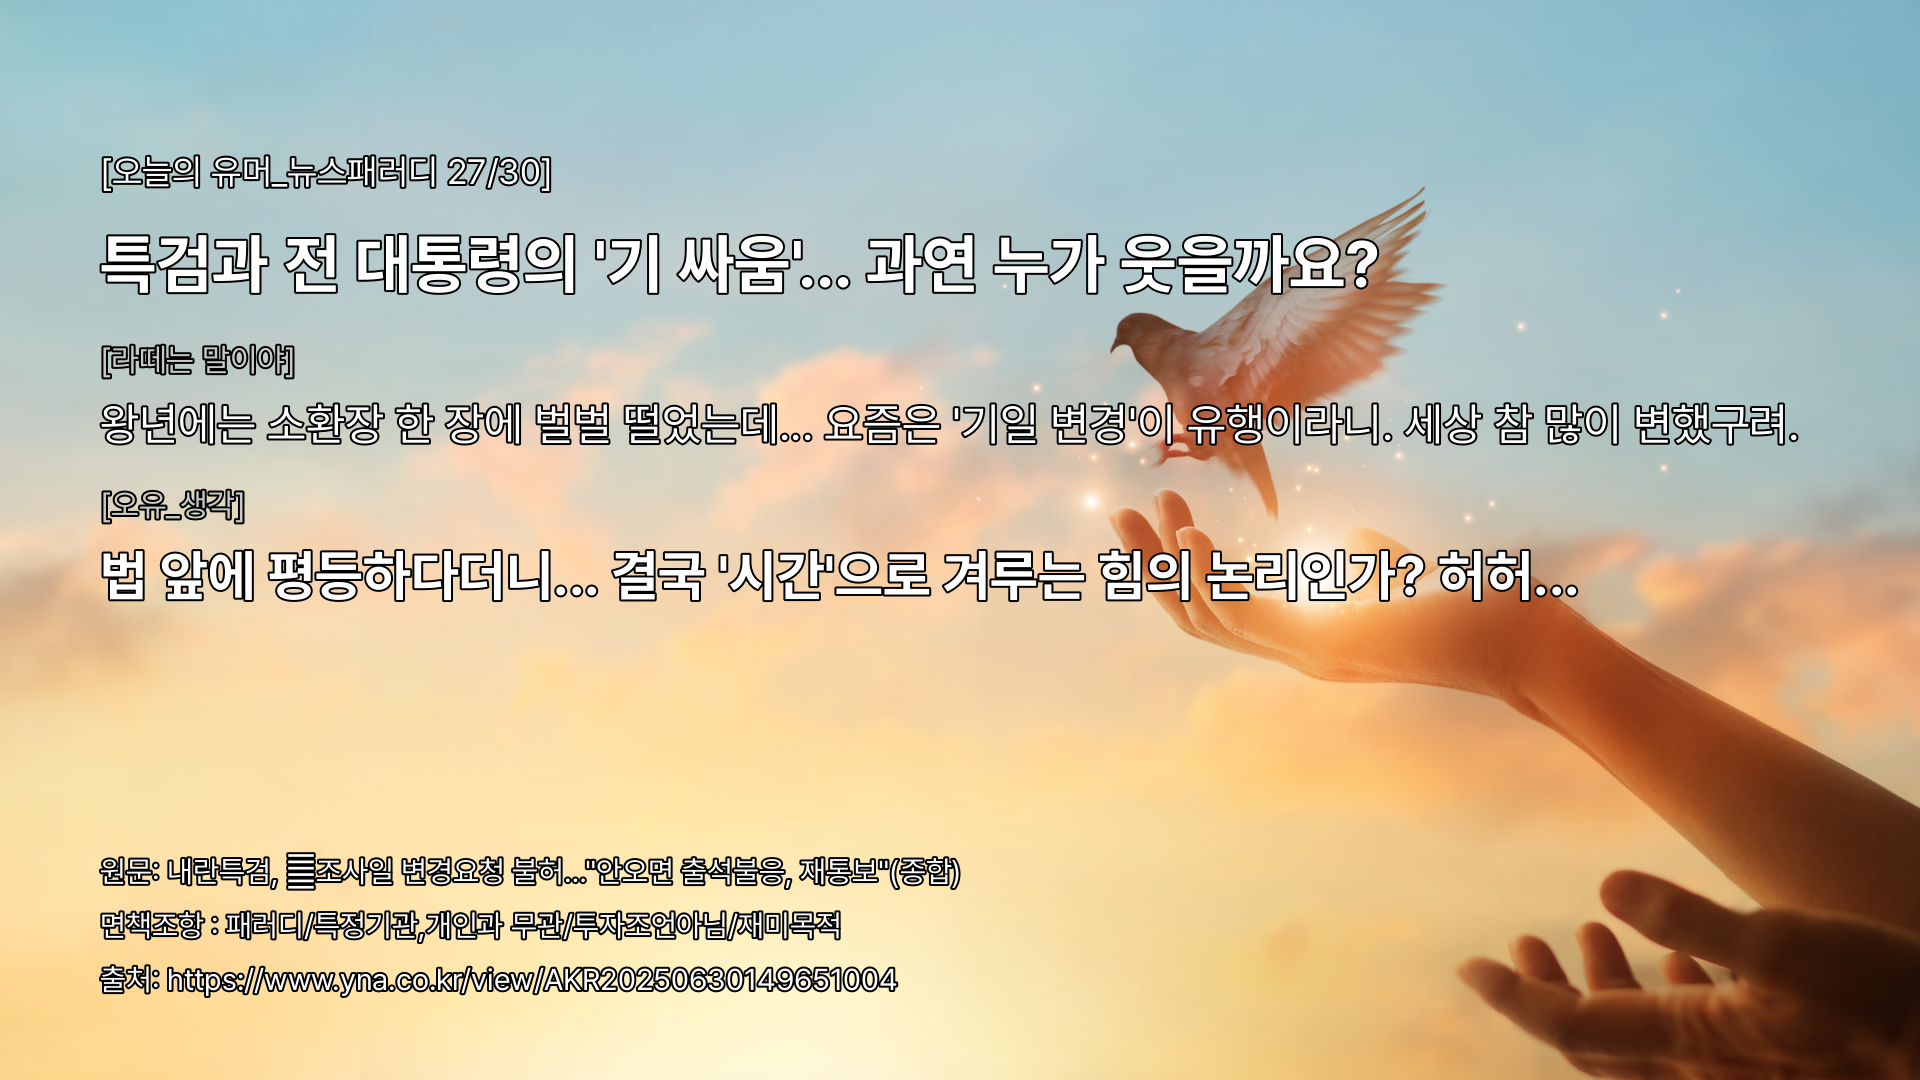 [오늘의 유머_뉴스패러디 27/30]
특검과 전 대통령의 '기 싸움'... 과연 누가 웃을까요?
[라떼는 말이야]
왕년에는 소환장 한 장에 벌벌 떨었는데... 요즘은 '기일 변경'이 유행이라니. 세상 참 많이 변했구려.
[오유_생각]
법 앞에 평등하다더니... 결국 '시간'으로 겨루는 힘의 논리인가? 허허...
원문: 내란특검, 조사일 변경요청 불허..."안오면 출석불응, 재통보"(종합)
면책조항 : 패러디/특정기관,개인과 무관/투자조언아님/재미목적
출처: https://www.yna.co.kr/view/AKR20250630149651004